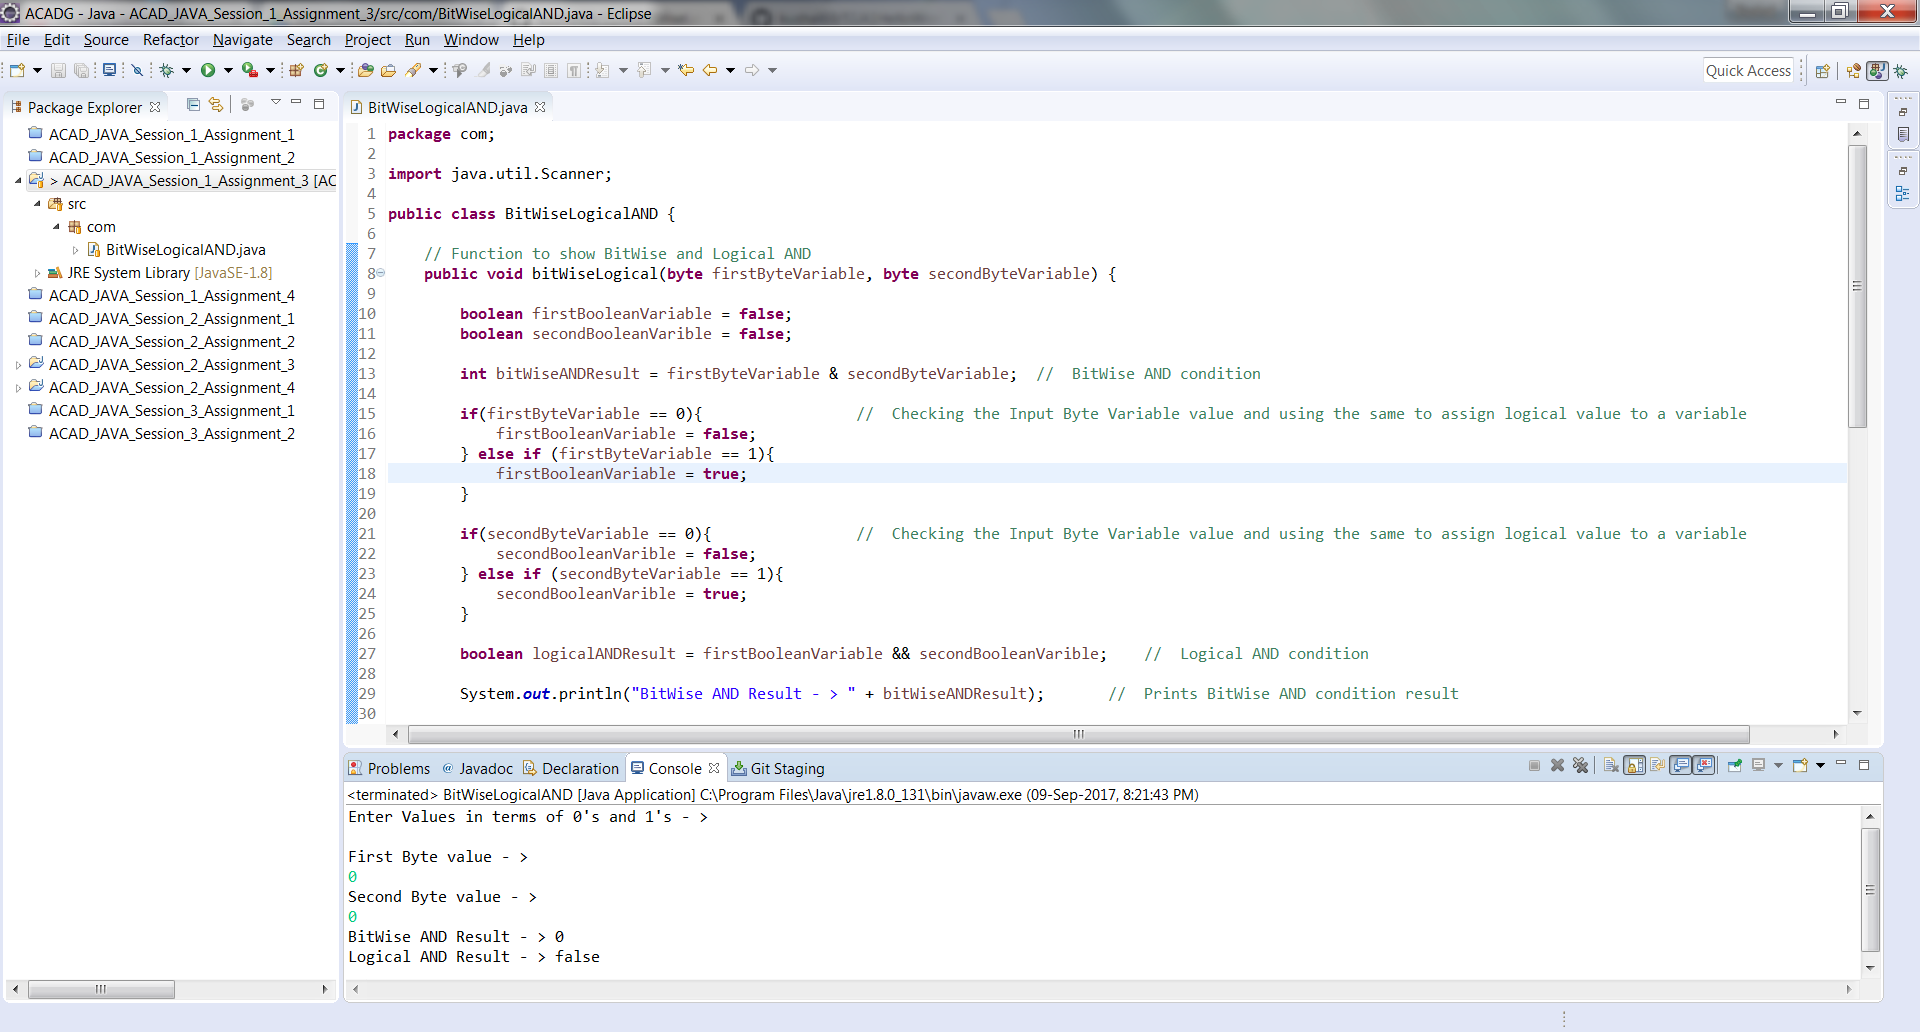 ACADG - Java - ACAD_JAVA_Session_1_Assignment_3/src/com/BitWiseLogicalAND.java - Eclipse
File Edit Source Refactor Navigate Search Project Run Window Help
Quick Access
Package Explorer
ACAD_JAVA_Session_1_Assignment_1
ACAD_JAVA_Session_1_Assignment_2
> ACAD_JAVA_Session_1_Assignment_3 [AC
src
com
BitWiseLogicalAND.java
JRE System Library [JavaSE-1.8]
ACAD_JAVA_Session_1_Assignment_4
ACAD_JAVA_Session_2_Assignment_1
ACAD_JAVA_Session_2_Assignment_2
ACAD_JAVA_Session_2_Assignment_3
ACAD_JAVA_Session_2_Assignment_4
ACAD_JAVA_Session_3_Assignment_1
ACAD_JAVA_Session_3_Assignment_2
BitWiseLogicalAND.java
1 package com;
2
3 import java.util.Scanner;
4
5 public class BitWiseLogicalAND {
6
7 // Function to show BitWise and Logical AND
8 public void bitWiseLogical(byte firstByteVariable, byte secondByteVariable) {
9
10 boolean firstBooleanVariable = false;
11 boolean secondBooleanVarible = false;
12
13 int bitWiseANDResult = firstByteVariable & secondByteVariable; // BitWise AND condition
14
15 if(firstByteVariable == 0){ // Checking the Input Byte Variable value and using the same to assign logical value to a variable
16 firstBooleanVariable = false;
17 } else if (firstByteVariable == 1){
18 firstBooleanVariable = true;
19 }
20
21 if(secondByteVariable == 0){ // Checking the Input Byte Variable value and using the same to assign logical value to a variable
22 secondBooleanVarible = false;
23 } else if (secondByteVariable == 1){
24 secondBooleanVarible = true;
25 }
26
27 boolean logicalANDResult = firstBooleanVariable && secondBooleanVarible; // Logical AND condition
28
29 System.out.println("BitWise AND Result - > " + bitWiseANDResult); // Prints BitWise AND condition result
30
Problems Javadoc Declaration Console Git Staging
<terminated> BitWiseLogicalAND [Java Application] C:\Program Files\Java\jre1.8.0_131\bin\javaw.exe (09-Sep-2017, 8:21:43 PM)
Enter Values in terms of 0's and 1's - >
First Byte value - >
0
Second Byte value - >
0
BitWise AND Result - > 0
Logical AND Result - > false